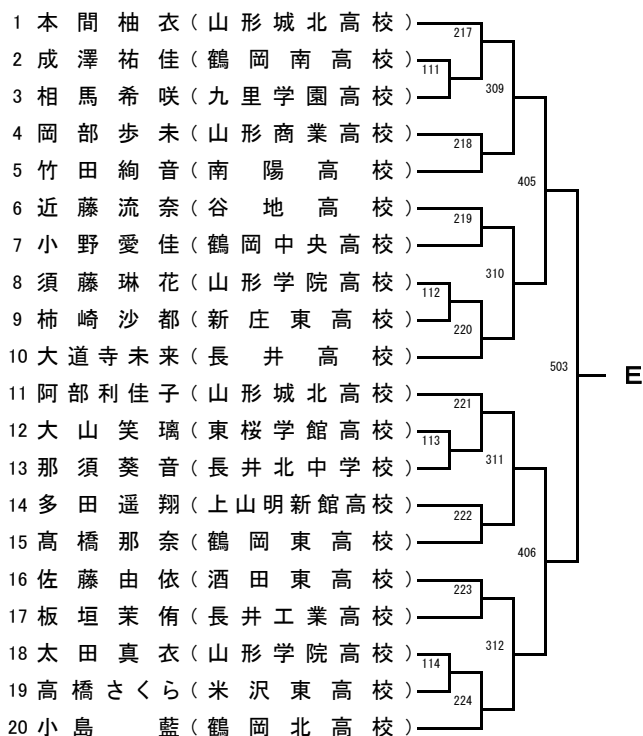 1 本間柚衣(山形城北高校)
217
2 成澤祐佳(鶴岡南高校)
111
3 相馬希咲(九里学園高校)
309
4 岡部歩未(山形商業高校)
218
5 竹田絢音(南陽高校)
405
6 近藤流奈(谷地高校)
219
7 小野愛佳(鶴岡中央高校)
310
8 須藤琳花(山形学院高校)
112
9 柿崎沙都(新庄東高校)
220
10 大道寺未来(長井高校)
503
E
11 阿部利佳子(山形城北高校)
221
12 大山笑璃(東桜学館高校)
113
13 那須葵音(長井北中学校)
311
14 多田遥翔(上山明新館高校)
222
15 髙橋那奈(鶴岡東高校)
406
16 佐藤由依(酒田東高校)
223
17 板垣茉侑(長井工業高校)
312
18 太田真衣(山形学院高校)
114
19 高橋さくら(米沢東高校)
224
20 小島藍(鶴岡北高校)